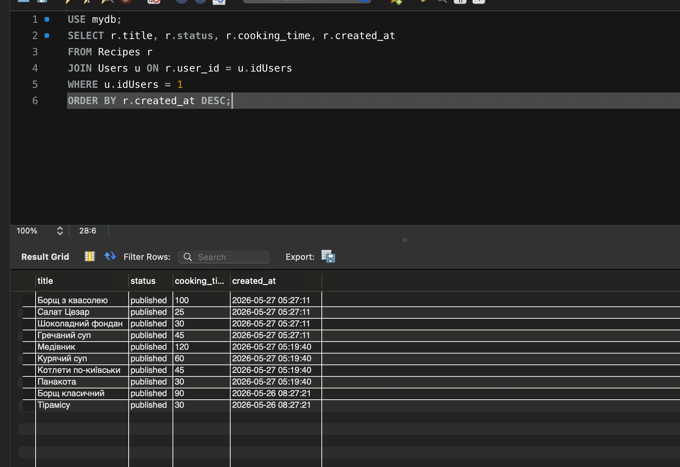 1 USE mydb;
2 SELECT r.title, r.status, r.cooking_time, r.created_at
3 FROM Recipes r
4 JOIN Users u ON r.user_id = u.idUsers
5 WHERE u.idUsers = 1
6 ORDER BY r.created_at DESC;
100% 28:6
Result Grid Filter Rows: Search Export:
title status cooking_ti... created_at
Борщ з квасолею published 100 2026-05-27 05:27:11
Салат Цезар published 25 2026-05-27 05:27:11
Шоколадний фондан published 30 2026-05-27 05:27:11
Гречаний суп published 45 2026-05-27 05:27:11
Медівник published 120 2026-05-27 05:19:40
Курячий суп published 60 2026-05-27 05:19:40
Котлети по-київськи published 45 2026-05-27 05:19:40
Панакота published 30 2026-05-27 05:19:40
Борщ класичний published 90 2026-05-26 08:27:21
Тірамісу published 30 2026-05-26 08:27:21